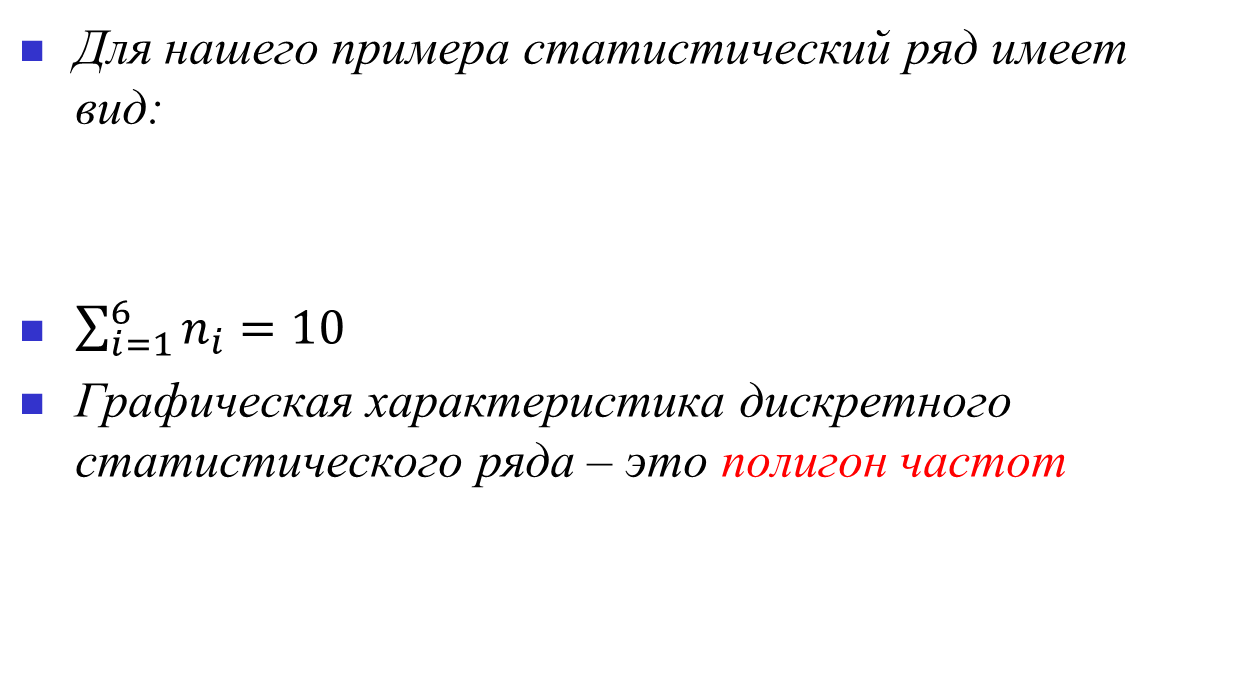 Для нашего примера статистический ряд имеет
вид:
∑_{i=1}^{6} n_i = 10
Графическая характеристика дискретного
статистического ряда – это полигон частот